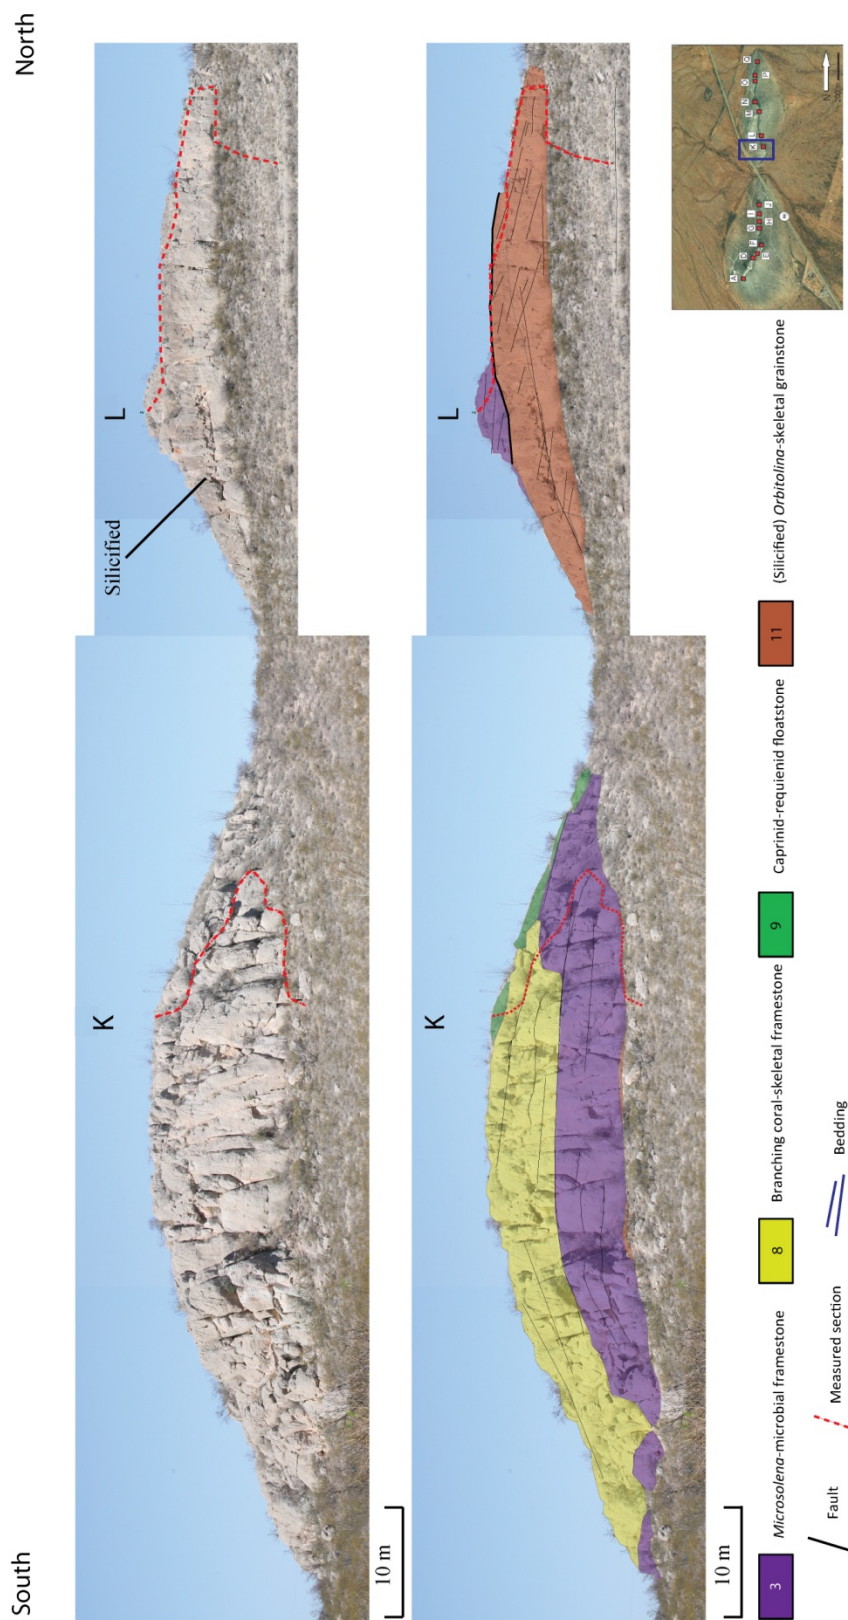 South
North
K
L
Silicified
10 m
K
L
10 m
3
Microsolena-microbial framestone
8
Branching coral-skeletal framestone
9
Caprinid-requienid floatstone
11
(Silicified) Orbitolina-skeletal grainstone
Fault
Measured section
Bedding
A
D
E
F
G
H
I
J
K
L
M
N
O
P
Q
N